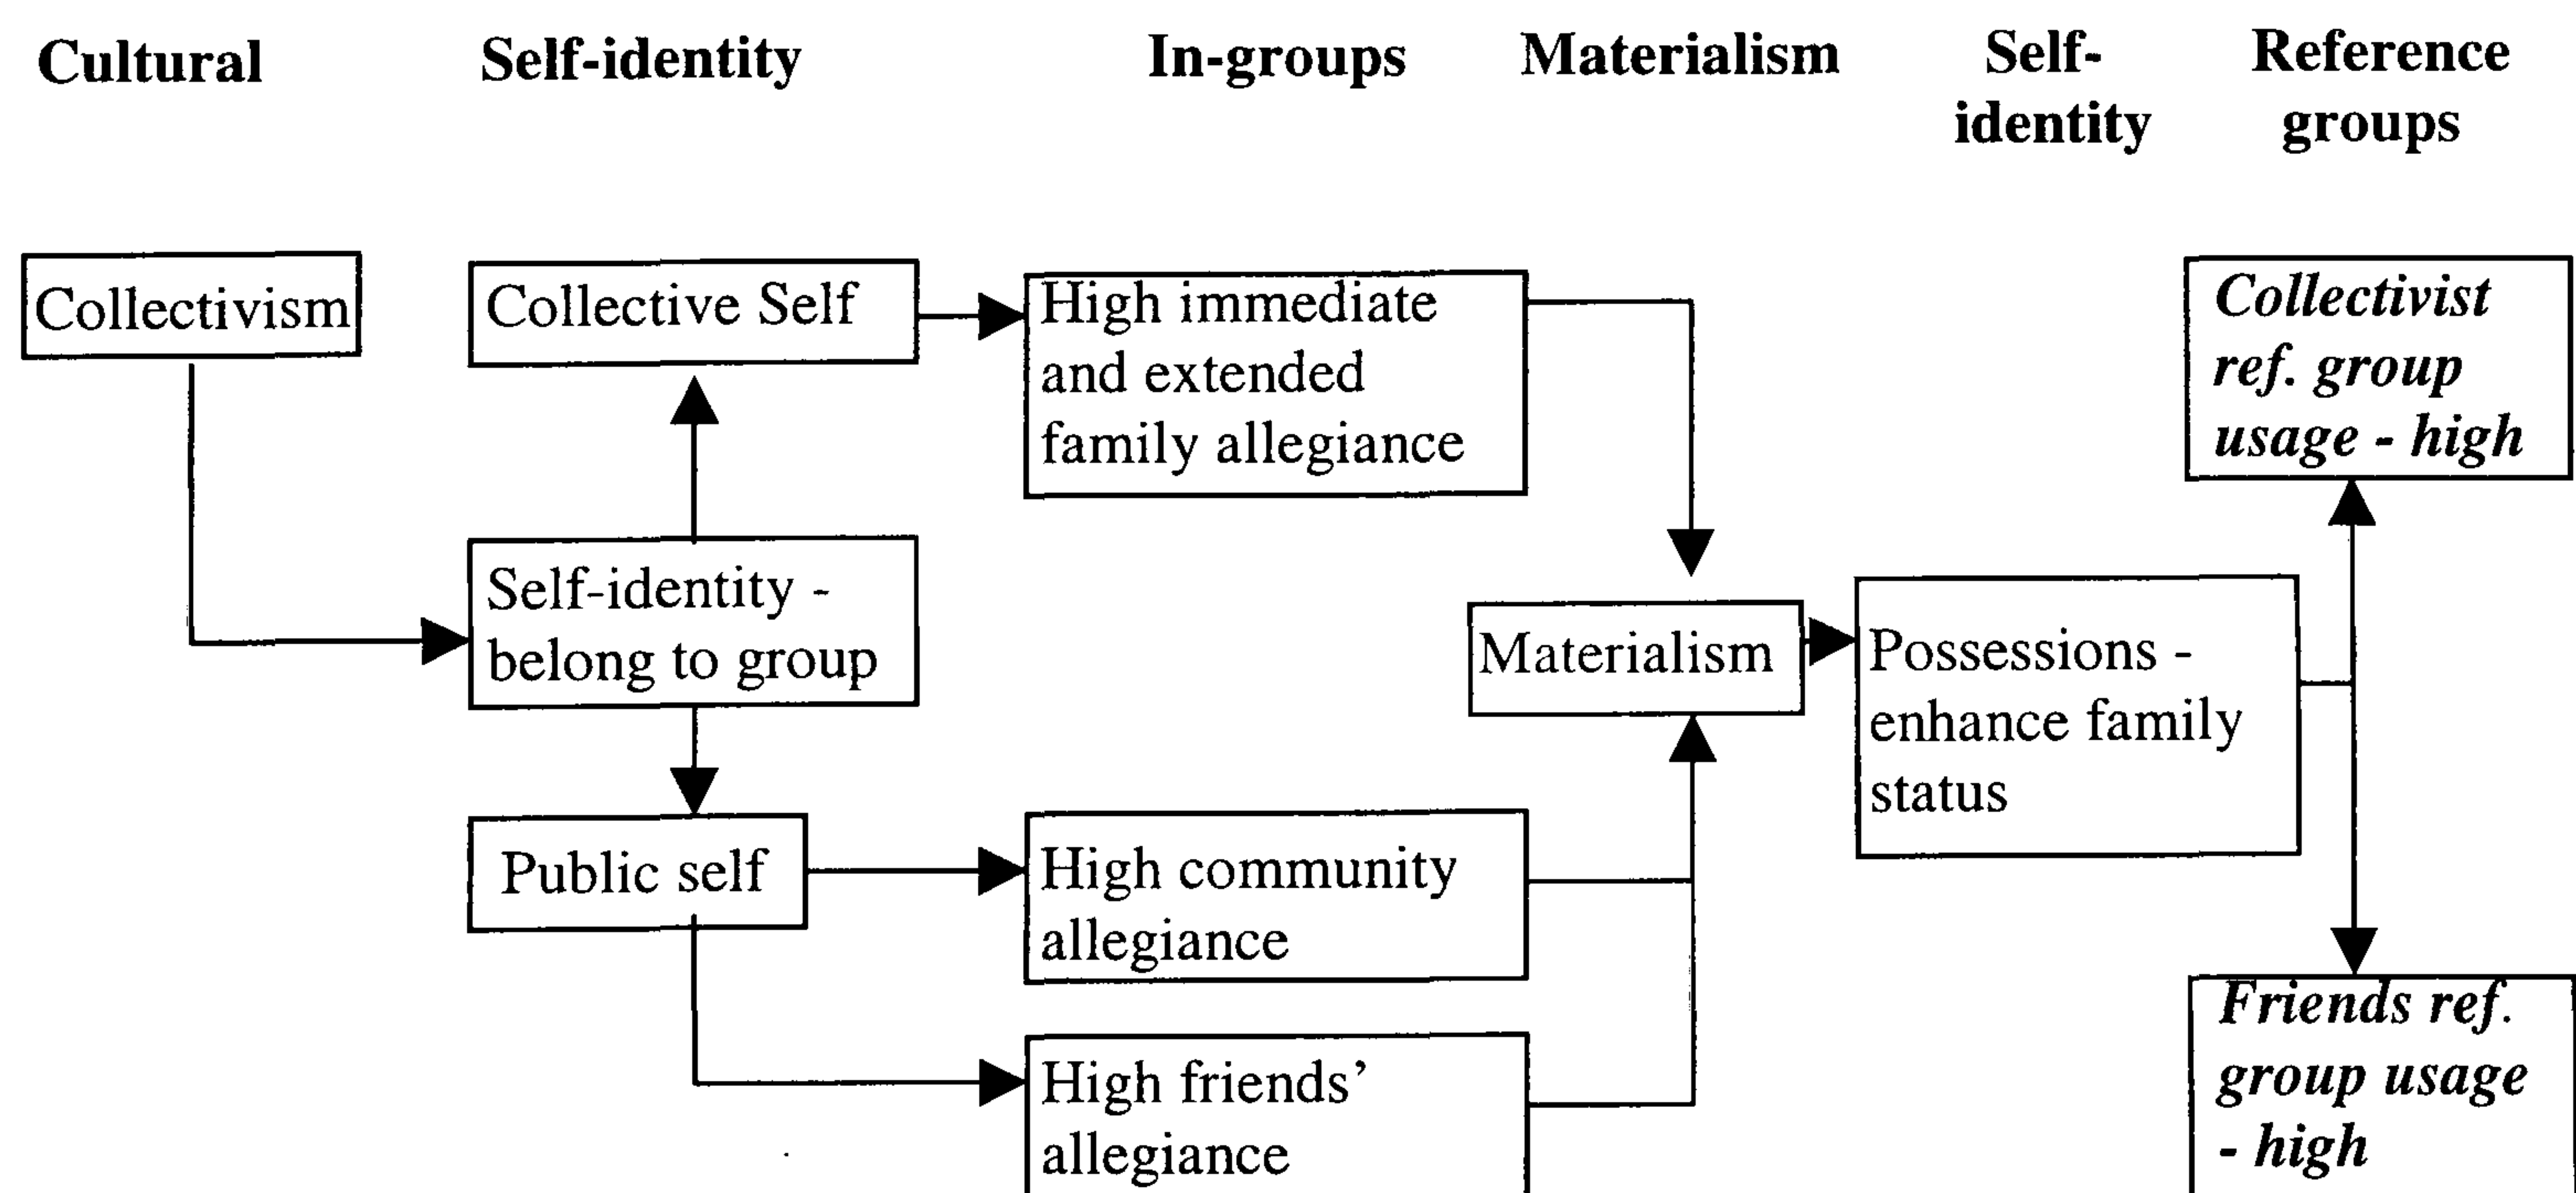 Cultural
Self-identity
In-groups
Materialism
Self-
identity
Reference
groups
Collectivism
Collective Self
High immediate
and extended
family allegiance
Collectivist
ref. group
usage - high
Self-identity -
belong to group
Materialism
Possessions -
enhance family
status
Public self
High community
allegiance
High friends’
allegiance
Friends ref.
group usage
- high